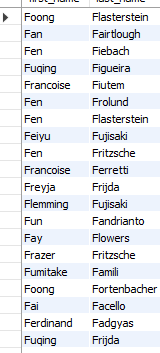 first_name last_name
Foong Flasterstein
Fan Fairtlough
Fen Fiebach
Fuqing Figueira
Francoise Fiutem
Fen Frolund
Fen Flasterstein
Feiyu Fujisaki
Fen Fritzsche
Francoise Ferretti
Freyja Frijda
Flemming Fujisaki
Fun Fandrianto
Fay Flowers
Frazer Fritzsche
Fumitake Famili
Foong Fortenbacher
Fai Facello
Ferdinand Fadgyas
Fuqing Frijda